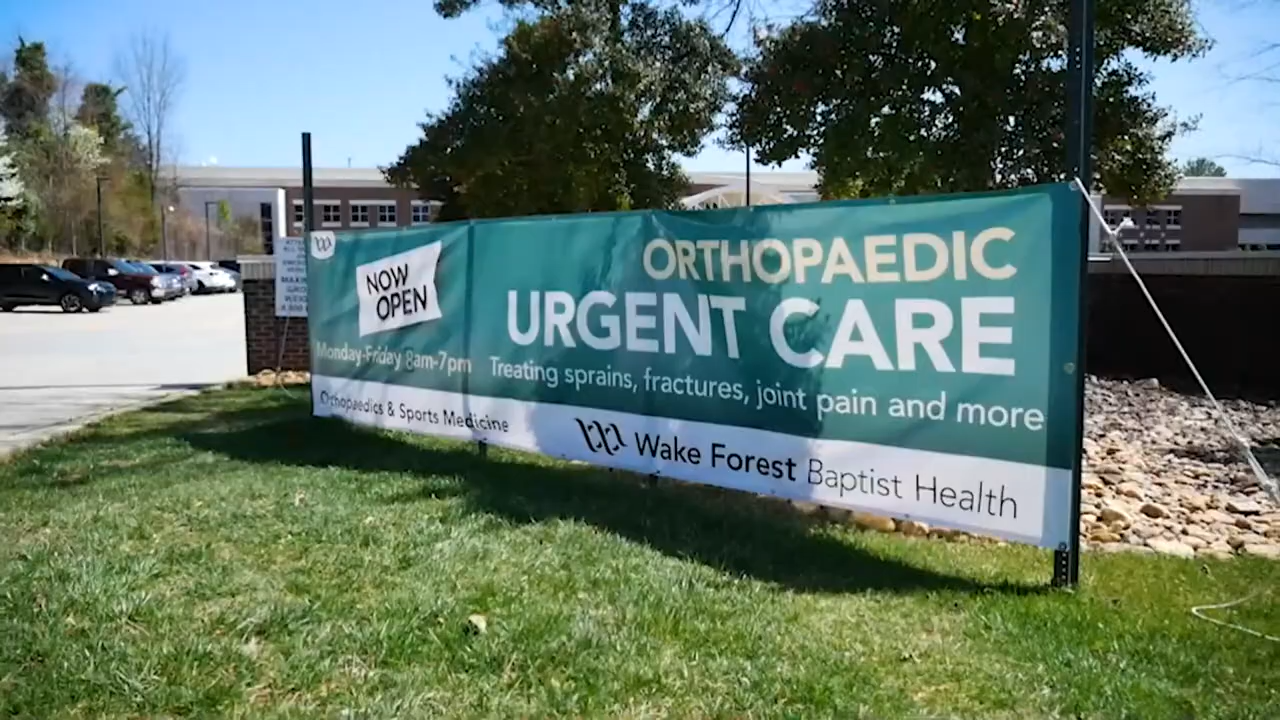 NOW
OPEN
Monday-Friday 8am-7pm
ORTHOPAEDIC
URGENT CARE
Treating sprains, fractures, joint pain and more
Orthopaedics & Sports Medicine
Wake Forest Baptist Health